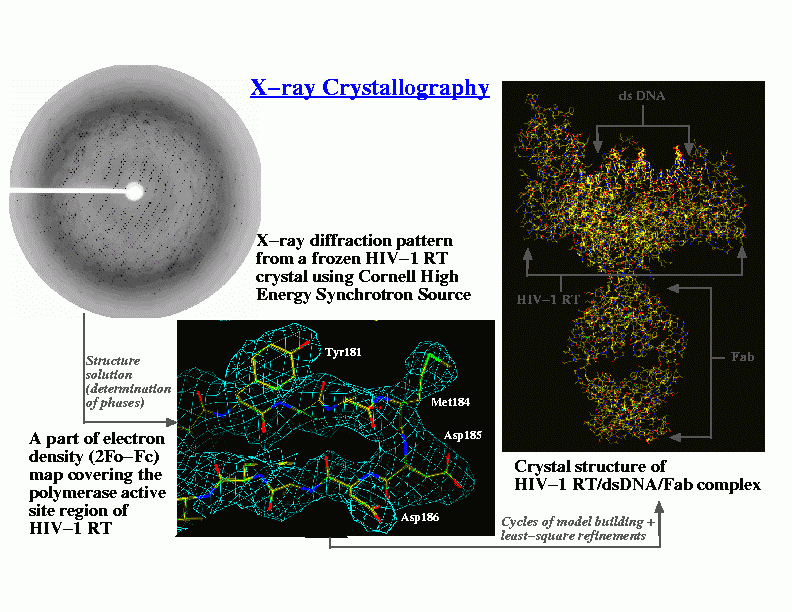 X-ray Crystallography
ds DNA
X-ray diffraction pattern
from a frozen HIV-1 RT
crystal using Cornell High
Energy Synchrotron Source
HIV-1 RT
Fab
Structure
solution
(determination
of phases)
Tyr181
Met184
Asp185
Asp186
A part of electron
density (2Fo-Fc)
map covering the
polymerase active
site region of
HIV-1 RT
Crystal structure of
HIV-1 RT/dsDNA/Fab complex
Cycles of model building +
least-square refinements